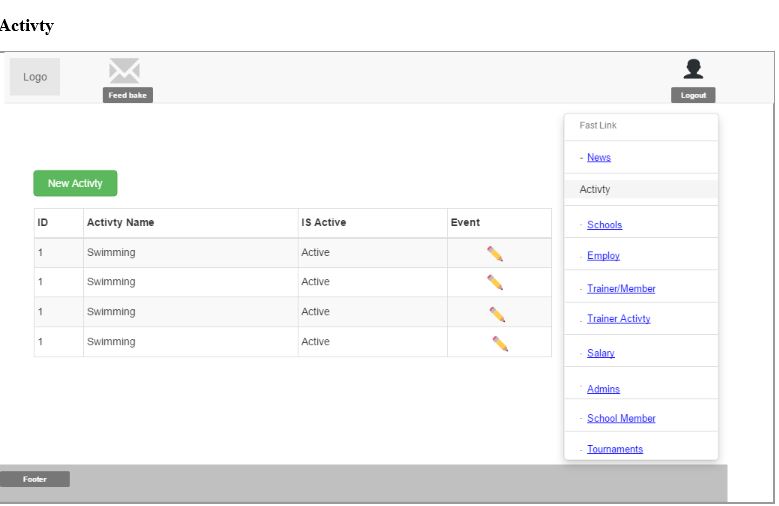 Activty
Logo
Feed bake
Logout
Fast Link
- News
Activty
- Schools
- Employ
- Trainer/Member
- Trainer Activty
- Salary
- Admins
- School Member
- Tournaments
New Activty
ID Activty Name IS Active Event
1 Swimming Active
1 Swimming Active
1 Swimming Active
1 Swimming Active
Footer